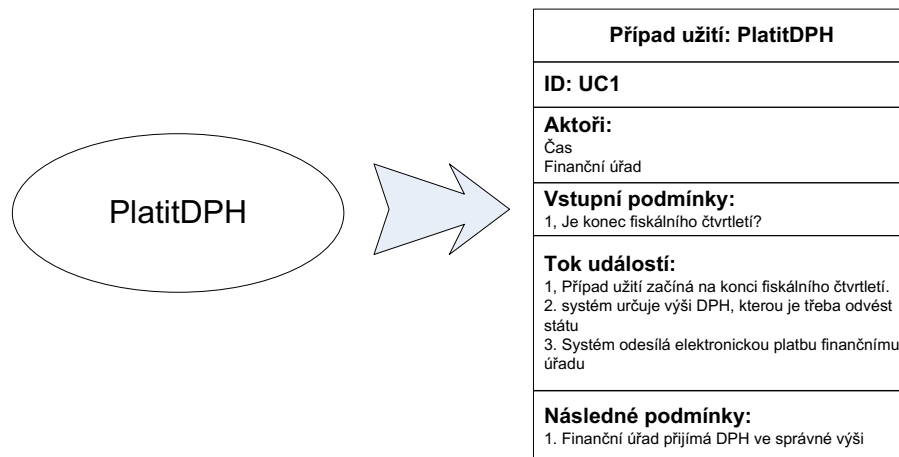 PlatitDPH
Případ užití: PlatitDPH
ID: UC1
Aktoři:
Čas
Finanční úřad
Vstupní podmínky:
1, Je konec fiskálního čtvrtletí?
Tok událostí:
1, Případ užití začíná na konci fiskálního čtvrtletí.
2. systém určuje výši DPH, kterou je třeba odvést
státu
3. Systém odesílá elektronickou platbu finančnímu
úřadu
Následné podmínky:
1. Finanční úřad přijímá DPH ve správné výši